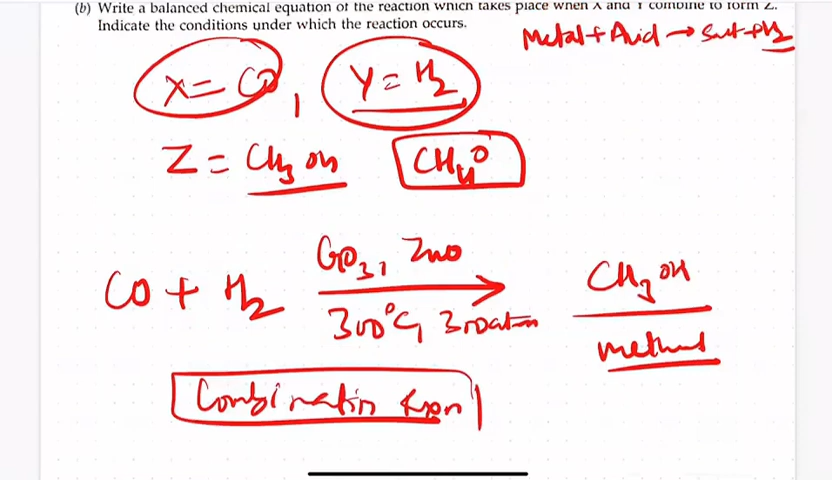 (b) Write a balanced chemical equation of the reaction which takes place when X and Y combine to form Z.
Indicate the conditions under which the reaction occurs.
Metal + Acid → Salt + H2
X = CO, Y = H2
Z = CH3OH CH4O
CO + H2 CrO3, ZnO → CH3OH
300°C, 300atm
Combination